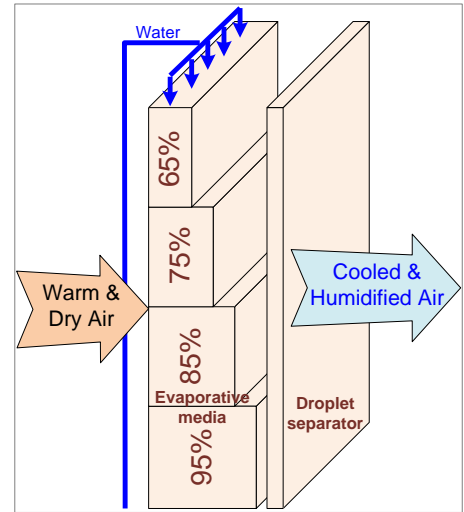 Water
65%
75%
Warm &
Dry Air
Cooled &
Humidified Air
85%
Evaporative
media
Droplet
separator
95%